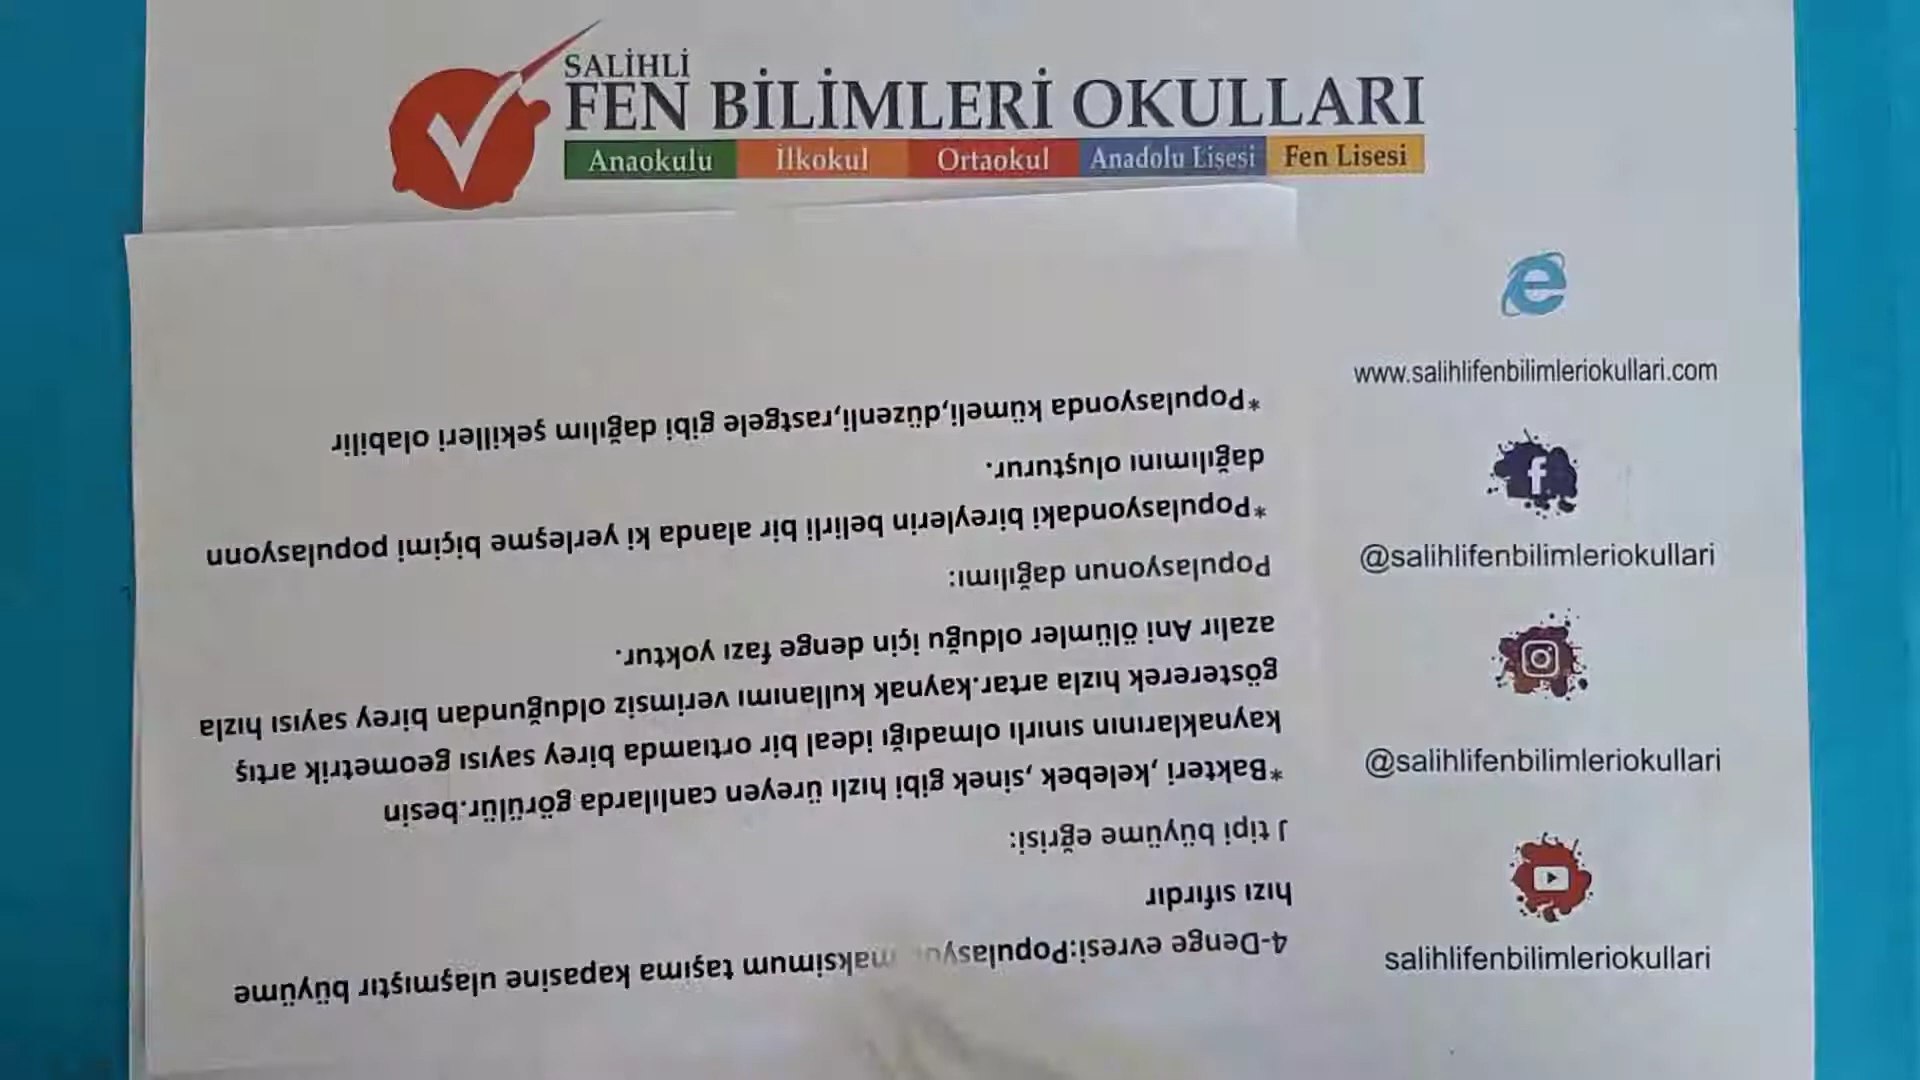 SALİHLİ
FEN BİLİMLERİ OKULLARI
Anaokulu İlkokul Ortaokul Anadolu Lisesi Fen Lisesi
www.salihlifenbilimleriokullari.com
@salihlifenbilimleriokullari
@salihlifenbilimleriokullari
salihlifenbilimleriokullari
4-Denge evresi:Populasyon maksimum taşıma kapasine ulaşmıştır büyüme
hızı sıfırdır
J tipi büyüme eğrisi:
*Bakteri ,kelebek ,sinek gibi hızlı üreyen canlılarda görülür.besin
kaynaklarının sınırlı olmadığı ideal bir ortamda birey sayısı geometrik artış
göstererek hızla artar.kaynak kullanımı verimsiz olduğundan birey sayısı hızla
azalır Ani ölümler olduğu için denge fazı yoktur.
Populasyonun dağılımı:
*Populasyondaki bireylerin belirli bir alanda ki yerleşme biçimi populasyonn
dağılımını oluşturur.
*Populasyonda kümeli,düzenli,rastgele gibi dağılım şekilleri olabilir